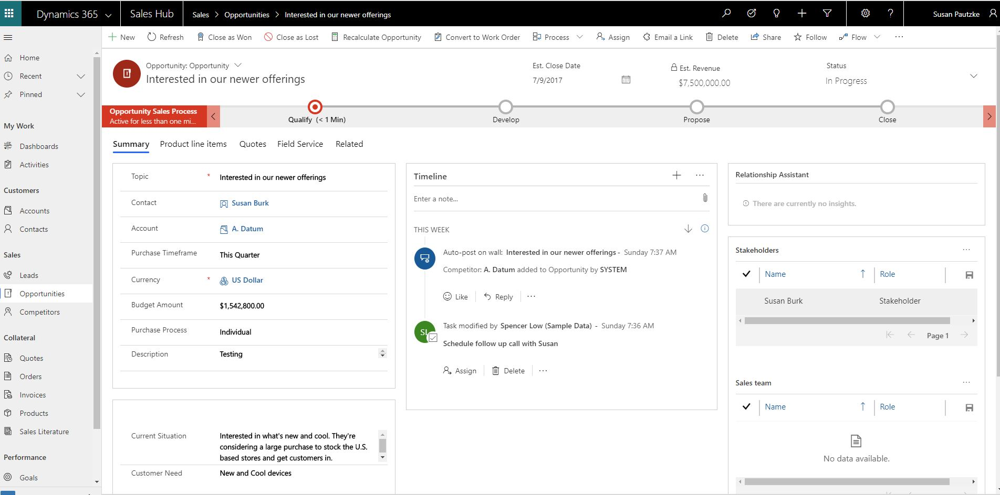 Dynamics 365
Sales Hub
Sales > Opportunities > Interested in our newer offerings
Susan Pautzke
New
Refresh
Close as Won
Close as Lost
Recalculate Opportunity
Convert to Work Order
Process
Assign
Email a Link
Delete
Share
Follow
Flow
...
Home
Recent
Pinned
My Work
Dashboards
Activities
Customers
Accounts
Contacts
Sales
Leads
Opportunities
Competitors
Collateral
Quotes
Orders
Invoices
Products
Sales Literature
Performance
Goals
Opportunity: Opportunity
Interested in our newer offerings
Est. Close Date
7/9/2017
Est. Revenue
$7,500,000.00
Status
In Progress
Opportunity Sales Process
Active for less than one mi...
Qualify (< 1 Min)
Develop
Propose
Close
Summary
Product line items
Quotes
Field Service
Related
Topic * Interested in our newer offerings
Contact Susan Burk
Account A. Datum
Purchase Timeframe This Quarter
Currency * US Dollar
Budget Amount $1,542,800.00
Purchase Process Individual
Description Testing
Current Situation Interested in what's new and cool. They're
considering a large purchase to stock the U.S.
based stores and get customers in.
Customer Need New and Cool devices
Timeline
...
Enter a note...
THIS WEEK
Auto-post on wall: Interested in our newer offerings - Sunday 7:37 AM
Competitor: A. Datum added to Opportunity by SYSTEM
Like
Reply
...
SL
Task modified by Spencer Low (Sample Data) - Sunday 7:36 AM
Schedule follow up call with Susan
Assign
Delete
...
Relationship Assistant
There are currently no insights.
Stakeholders
...
Name
Role
Susan Burk
Stakeholder
Page 1
Sales team
...
Name
Role
No data available.